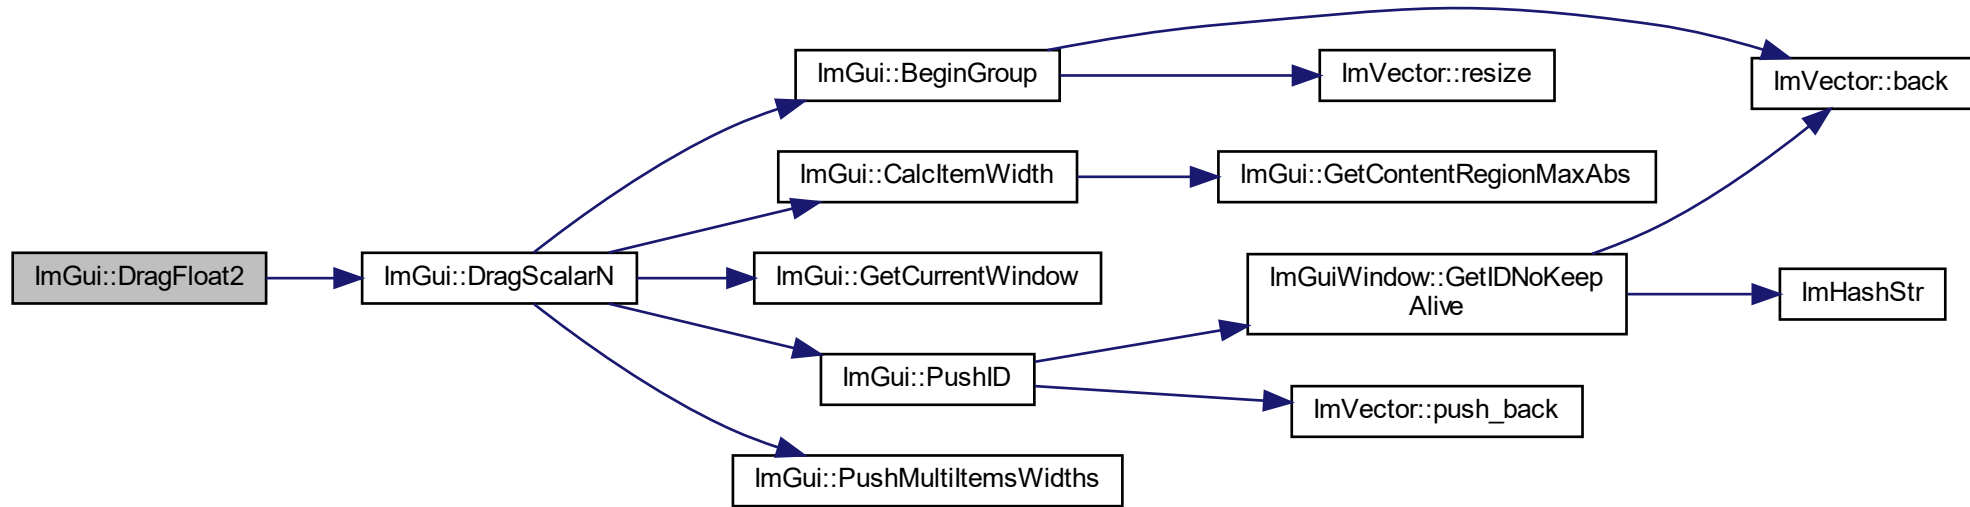 ImGui::DragFloat2
ImGui::DragScalarN
ImGui::BeginGroup
ImGui::CalcItemWidth
ImGui::GetCurrentWindow
ImGui::PushID
ImGui::PushMultiItemsWidths
ImVector::resize
ImGui::GetContentRegionMaxAbs
ImGuiWindow::GetIDNoKeep
Alive
ImVector::push_back
ImVector::back
ImHashStr